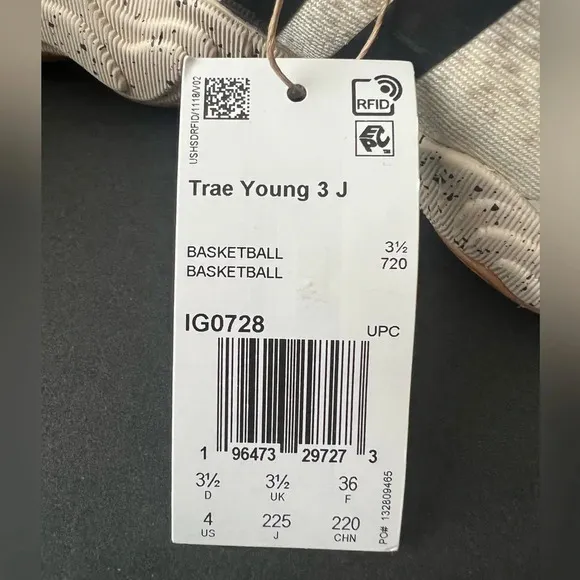 USHSDRFID/1118/V02
RFID
EPC™
Trae Young 3 J
BASKETBALL 3½
BASKETBALL 720
IG0728 UPC
1 96473 29727 3
3½ 3½ 36
D UK F
4 225 220
US J CHN
PO# 132809465